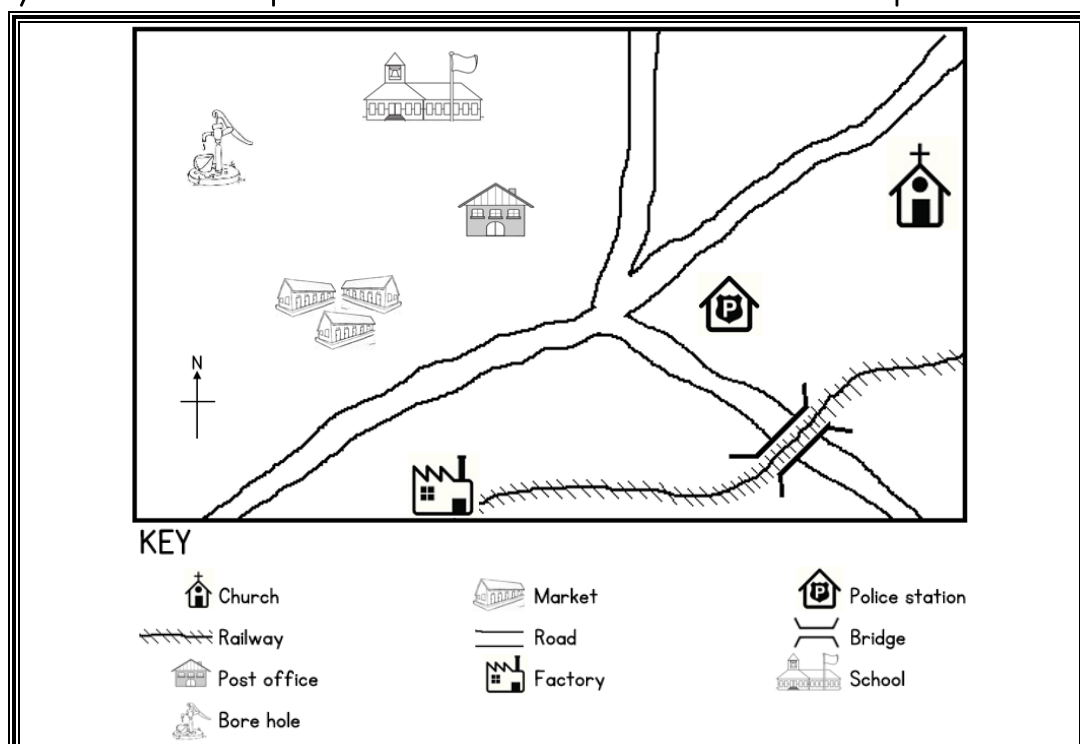 P
N
KEY
Church
Market
P
Police station
Railway
Road
Bridge
Post office
Factory
School
Bore hole